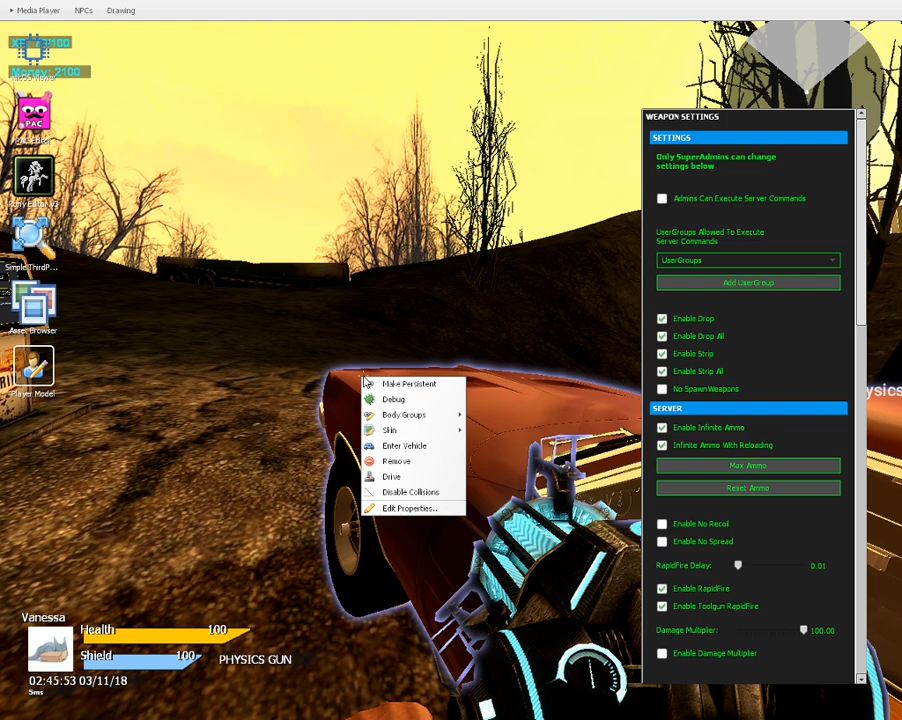 Media Player NPCs Drawing
Money: 2100
PAC
Simple ThirdP...
Asset Browser
Player Model
Make Persistent
Debug
Body Groups
Skin
Enter Vehicle
Remove
Drive
Disable Collisions
Edit Properties..
WEAPON SETTINGS
SETTINGS
Only SuperAdmins can change
settings below
Admins Can Execute Server Commands
UserGroups Allowed To Execute
Server Commands
UserGroups
Add UserGroup
Enable Drop
Enable Drop All
Enable Strip
Enable Strip All
No Spawn Weapons
SERVER
Enable Infinite Ammo
Infinite Ammo With Reloading
Max Ammo
Reset Ammo
Enable No Recoil
Enable No Spread
RapidFire Delay: 0.01
Enable RapidFire
Enable Toolgun RapidFire
Damage Multiplier: 100.00
Enable Damage Multiplier
Vanessa
Health 100
Shield 100
PHYSICS GUN
02:45:53 03/11/18
5ms